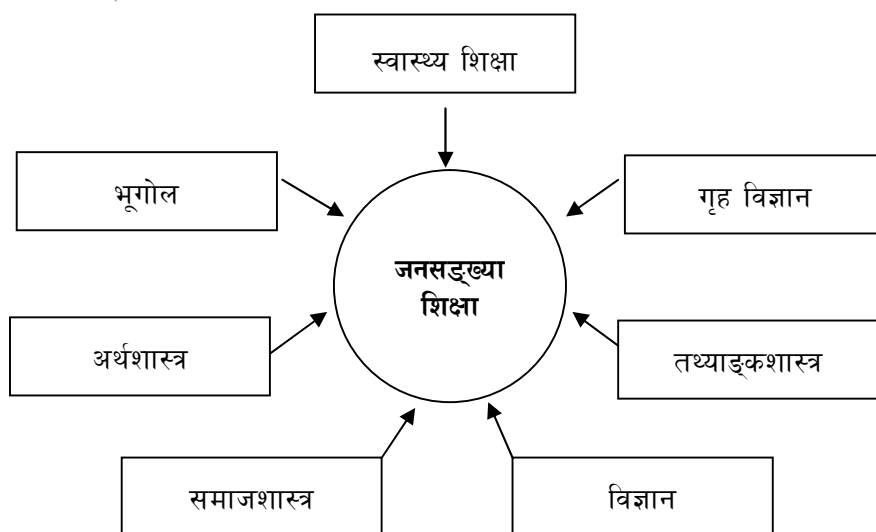 स्वास्थ्य शिक्षा
भूगोल
गृह विज्ञान
जनसङ्ख्या
शिक्षा
अर्थशास्त्र
तथ्याङ्कशास्त्र
समाजशास्त्र
विज्ञान